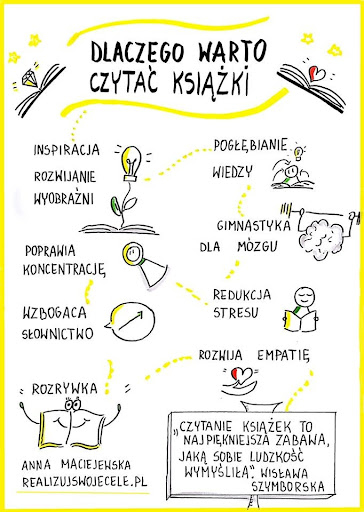 DLACZEGO WARTO
CZYTAĆ KSIĄŻKI
INSPIRACJA
ROZWIJANIE
WYOBRAŹNI
POGŁĘBIANIE
WIEDZY
GIMNASTYKA
DLA MÓZGU
POPRAWIA
KONCENTRACJĘ
REDUKCJA
STRESU
WZBOGACA
SŁOWNICTWO
ROZWIJA EMPATIĘ
ROZRYWKA
„CZYTANIE KSIĄŻEK TO
NAJPIĘKNIEJSZA ZABAWA,
JAKĄ SOBIE LUDZKOŚĆ
WYMYŚLIŁA". WISŁAWA
SZYMBORSKA
ANNA MACIEJEWSKA
REALIZUJSWOJECELE.PL